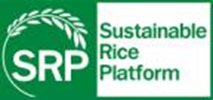 SRP
Sustainable
Rice
Platform